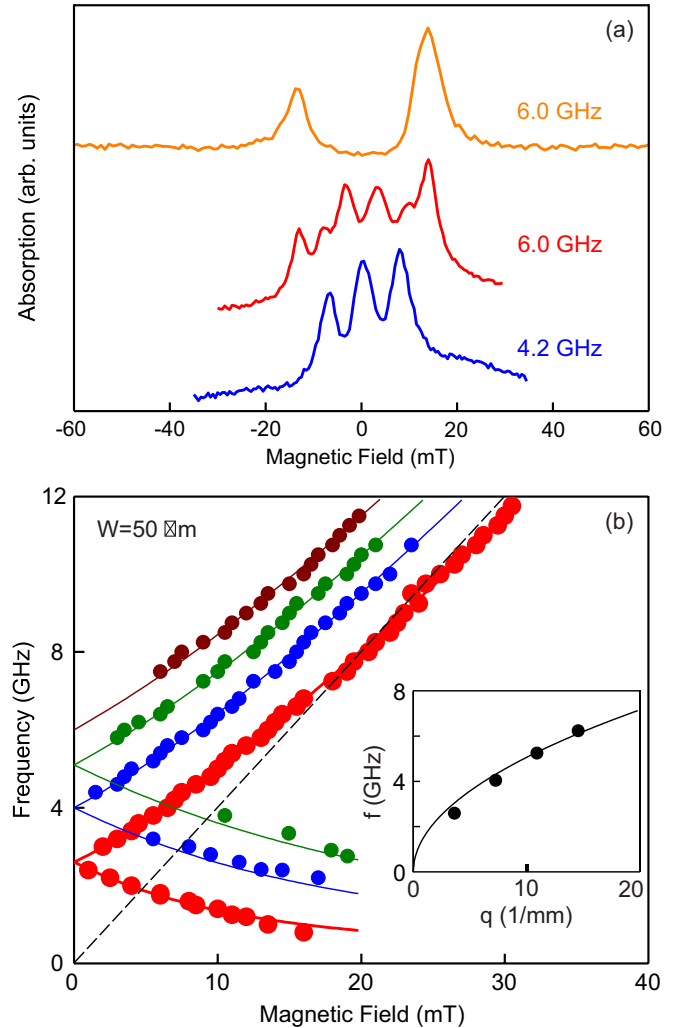 (a)
6.0 GHz
6.0 GHz
4.2 GHz
Absorption (arb. units)
-60 -40 -20 0 20 40 60
Magnetic Field (mT)
(b)
W=50 m
12
8
4
0
Frequency (GHz)
8
4
0
f (GHz)
0 10 20
q (1/mm)
0 10 20 30 40
Magnetic Field (mT)